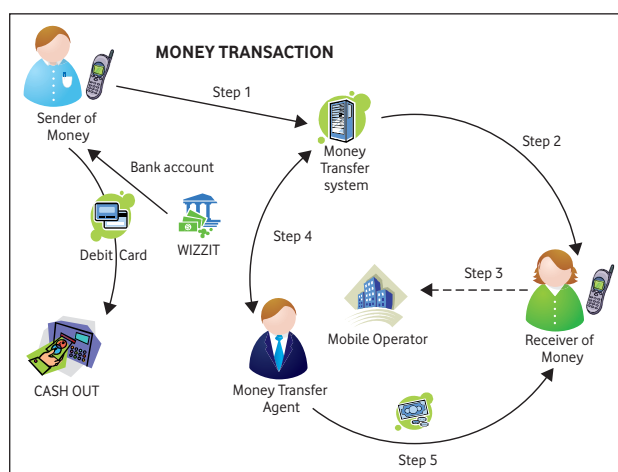 MONEY TRANSACTION
Step 1
Sender of
Money
Money
Transfer
system
Step 2
Bank account
WIZZIT
Debit Card
Step 4
Step 3
Mobile Operator
Receiver of
Money
CASH OUT
Money Transfer
Agent
Step 5